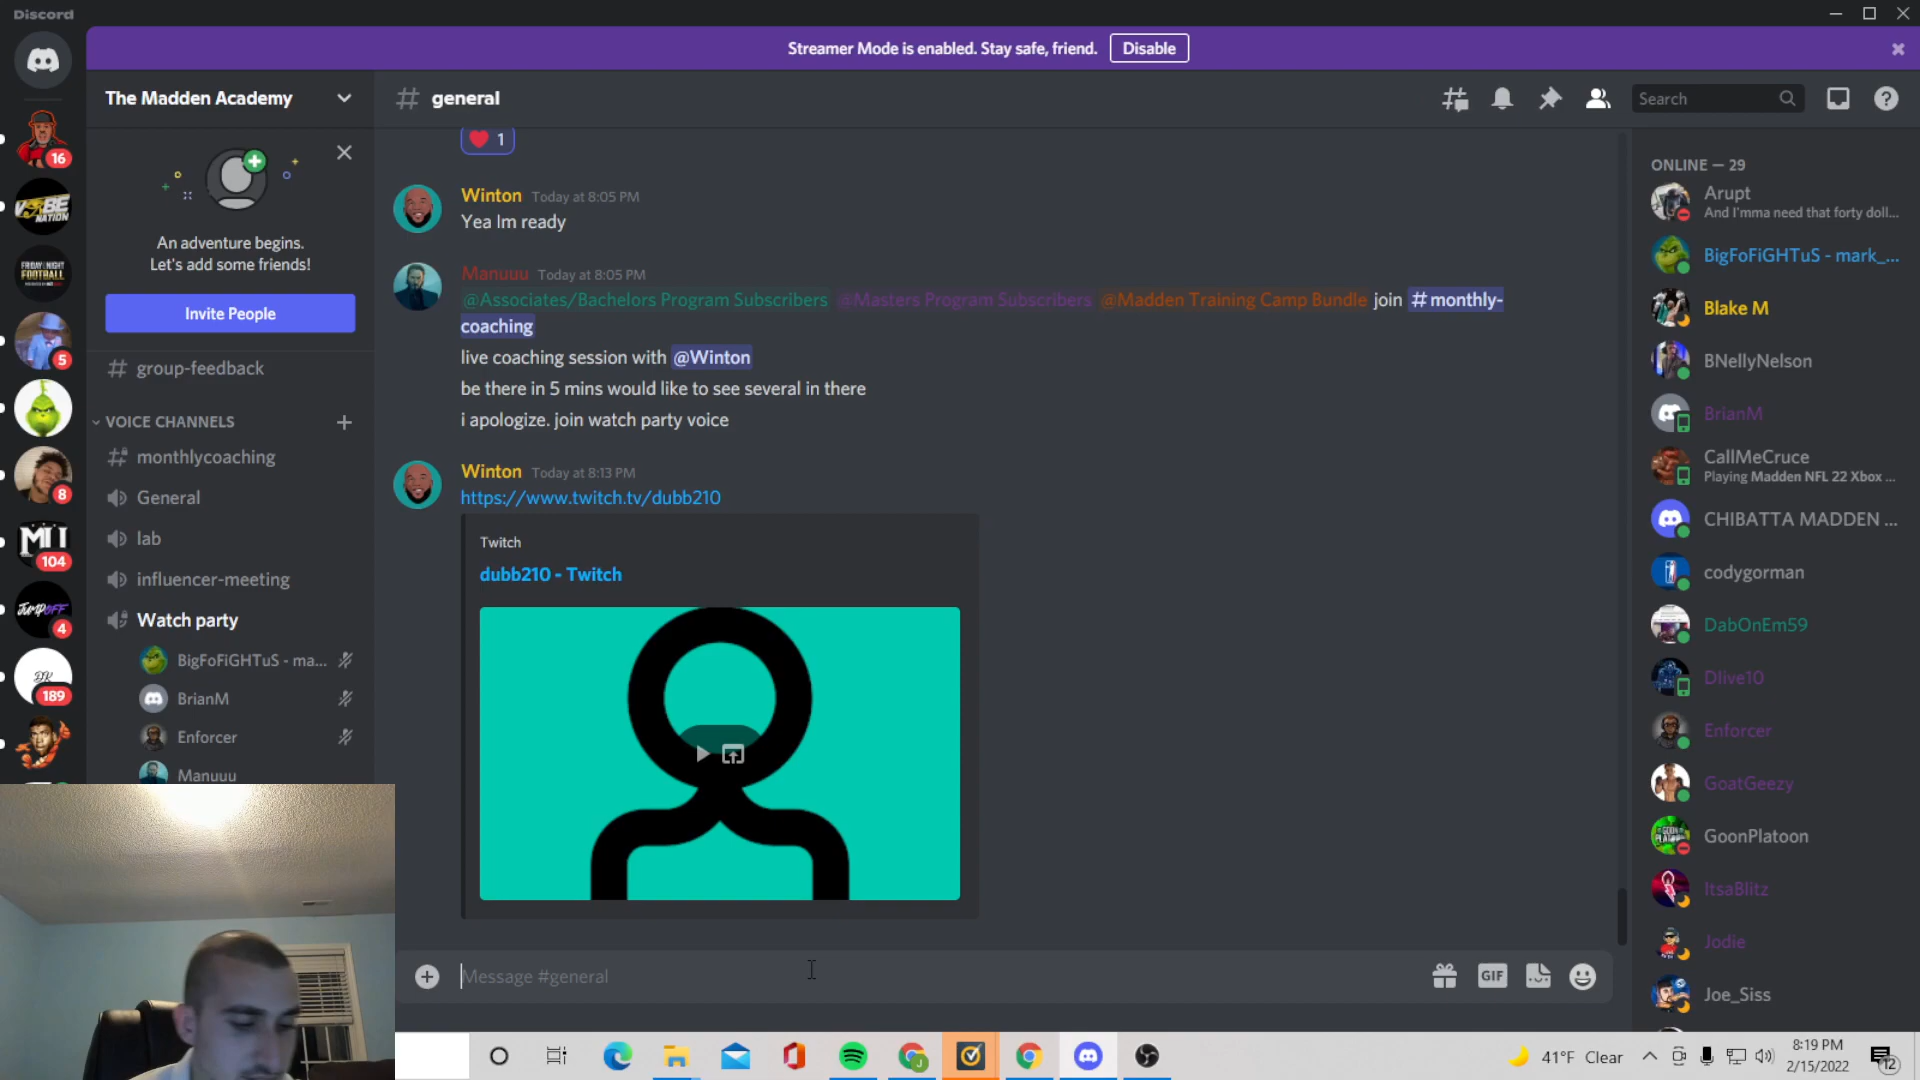 Discord
Streamer Mode is enabled. Stay safe, friend.
Disable
The Madden Academy
general
Search
16
5
8
104
4
189
VIBE NATION
FRIDAY NIGHT
FOOTBALL
JUMPOFF
An adventure begins.
Let's add some friends!
Invite People
group-feedback
VOICE CHANNELS
monthlycoaching
General
lab
influencer-meeting
Watch party
BigFoFiGHTuS - ma...
BrianM
Enforcer
Manuuu
1
Winton Today at 8:05 PM
Yea Im ready
Manuuu Today at 8:05 PM
@Associates/Bachelors Program Subscribers @Masters Program Subscribers @Madden Training Camp Bundle join #monthly-
coaching
live coaching session with @Winton
be there in 5 mins would like to see several in there
i apologize. join watch party voice
Winton Today at 8:13 PM
https://www.twitch.tv/dubb210
Twitch
dubb210 - Twitch
Message #general
GIF
ONLINE — 29
Arupt
And I'mma need that forty doll...
BigFoFiGHTuS - mark_...
Blake M
BNellyNelson
BrianM
CallMeCruce
Playing Madden NFL 22 Xbox ...
CHIBATTA MADDEN ...
codygorman
DabOnEm59
Dlive10
Enforcer
GoatGeezy
GoonPlatoon
ItsaBlitz
Jodie
Joe_Siss
41°F Clear
8:19 PM
2/15/2022
12